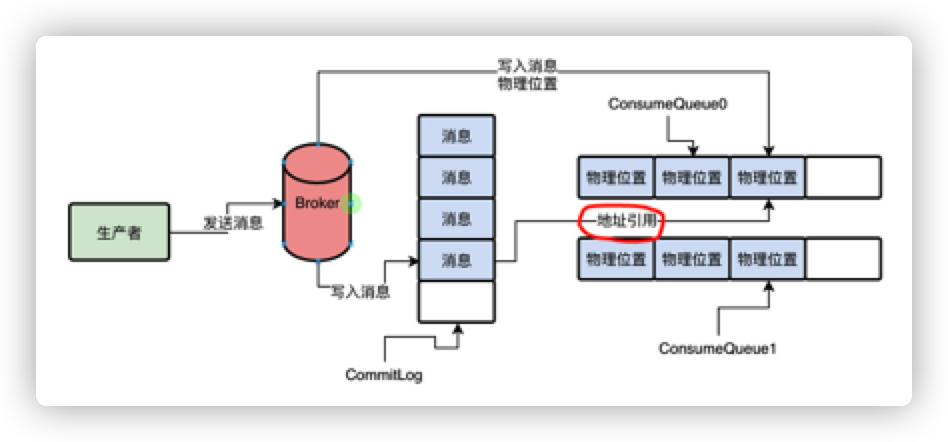 写入消息
物理位置
ConsumeQueue0
消息
消息
物理位置
物理位置
物理位置
Broker
生产者
发送消息
消息
地址引用
消息
物理位置
物理位置
物理位置
写入消息
ConsumeQueue1
CommitLog